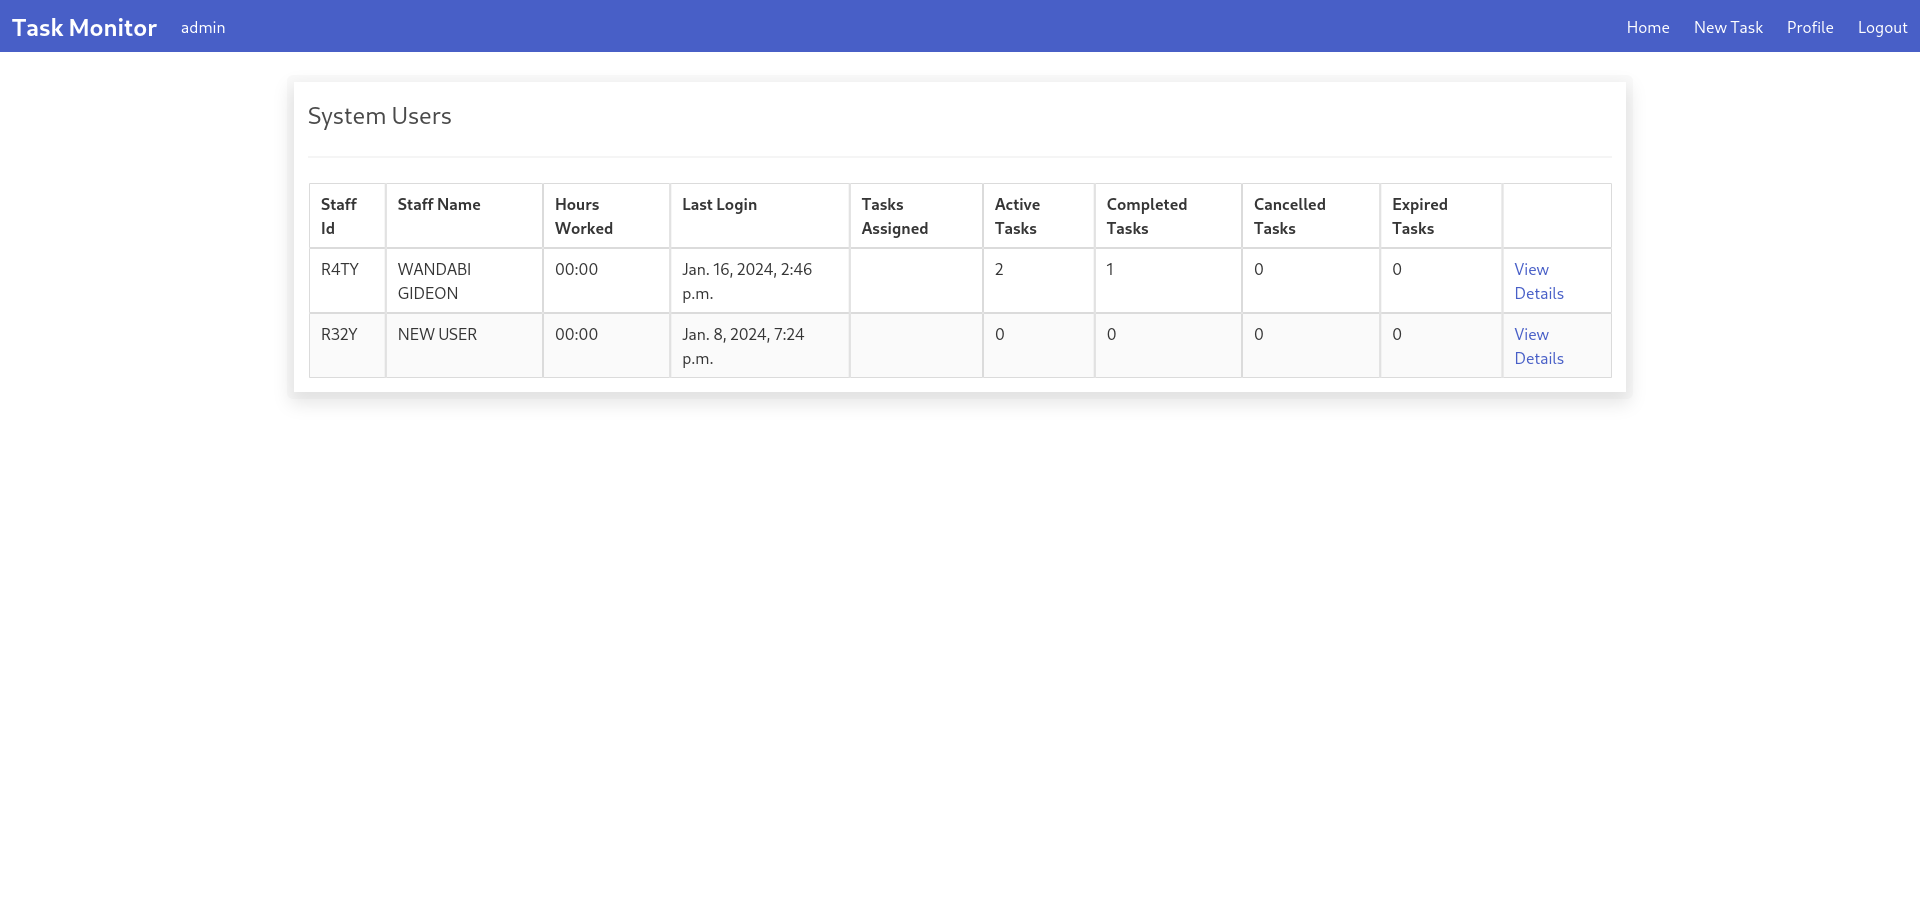 Task Monitor admin Home New Task Profile Logout
System Users
Staff Id Staff Name Hours Worked Last Login Tasks Assigned Active Tasks Completed Tasks Cancelled Tasks Expired Tasks
R4TY WANDABI GIDEON 00:00 Jan. 16, 2024, 2:46 p.m. 2 1 0 0 View Details
R32Y NEW USER 00:00 Jan. 8, 2024, 7:24 p.m. 0 0 0 0 View Details